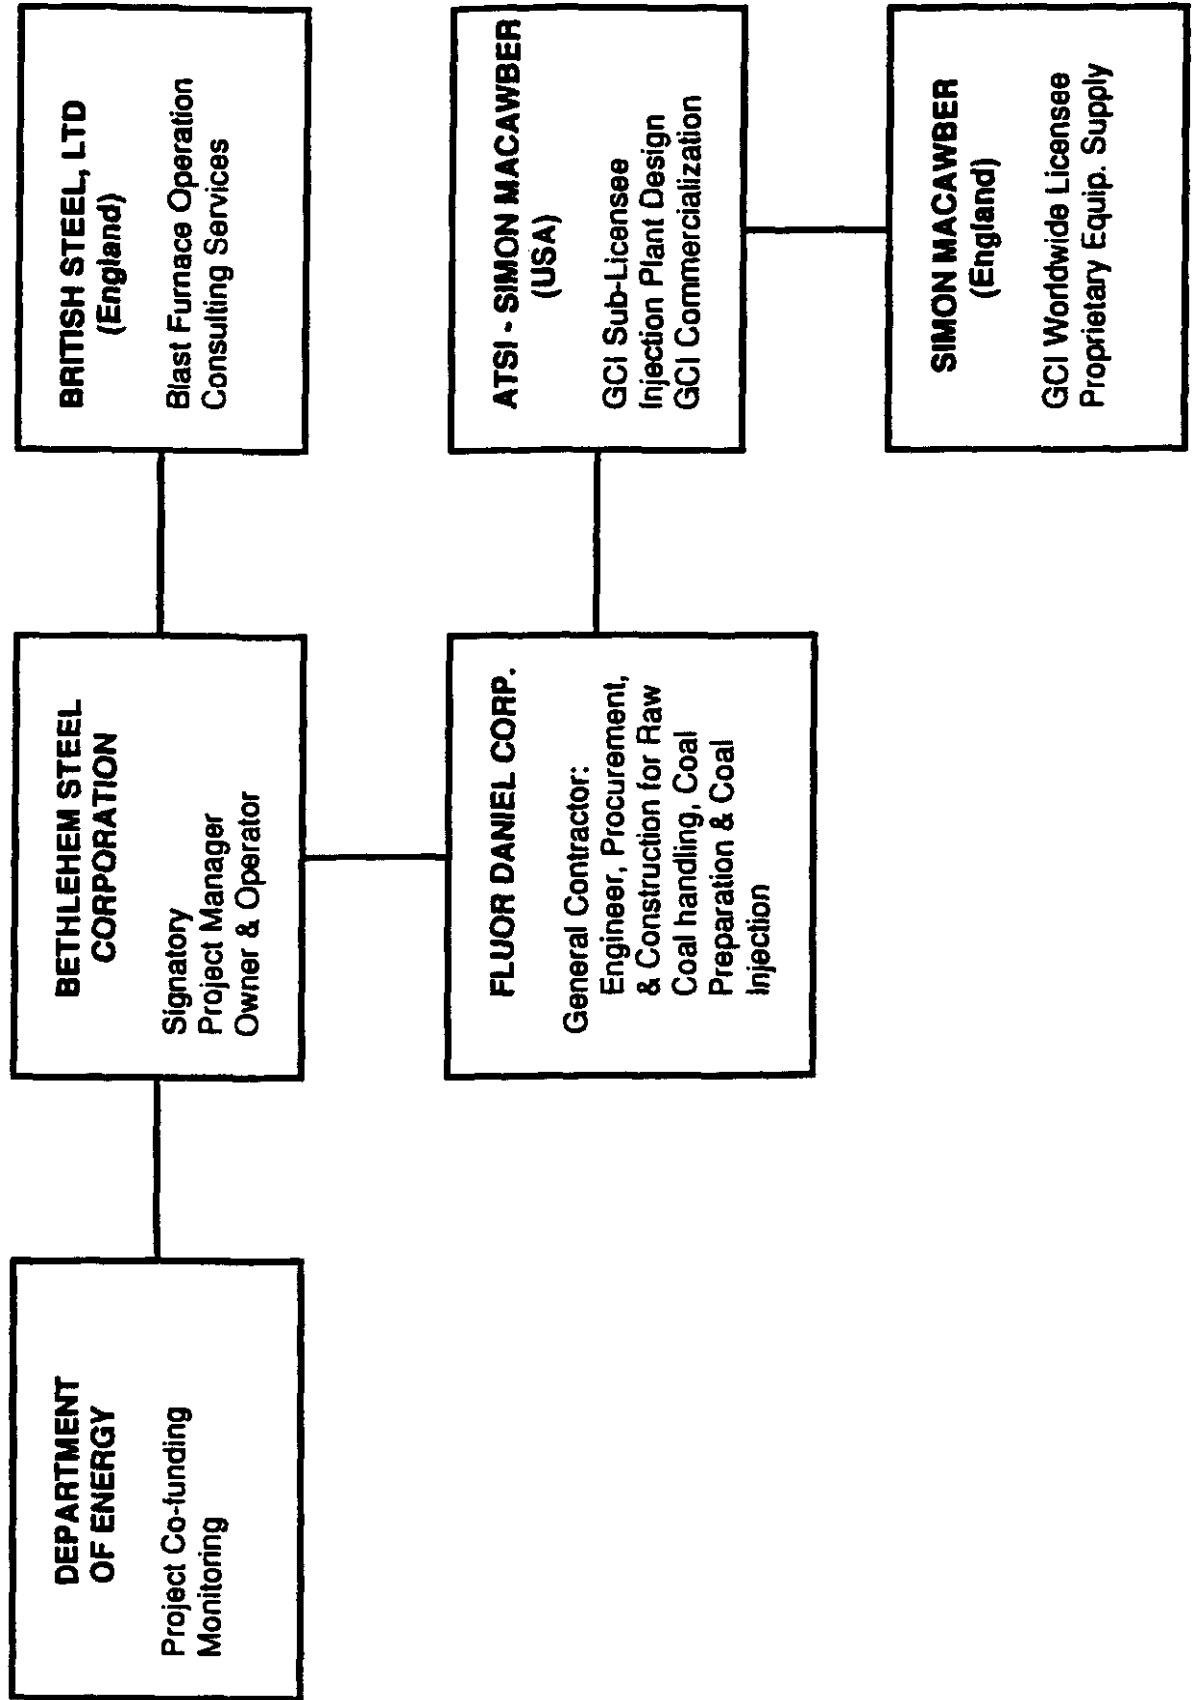 DEPARTMENT
OF ENERGY
Project Co-funding
Monitoring
BETHLEHEM STEEL
CORPORATION
Signatory
Project Manager
Owner & Operator
BRITISH STEEL, LTD
(England)
Blast Furnace Operation
Consulting Services
FLUOR DANIEL CORP.
General Contractor:
Engineer, Procurement,
& Construction for Raw
Coal handling, Coal
Preparation & Coal
Injection
ATSI - SIMON MACAWBER
(USA)
GCI Sub-Licensee
Injection Plant Design
GCI Commercialization
SIMON MACAWBER
(England)
GCI Worldwide Licensee
Proprietary Equip. Supply